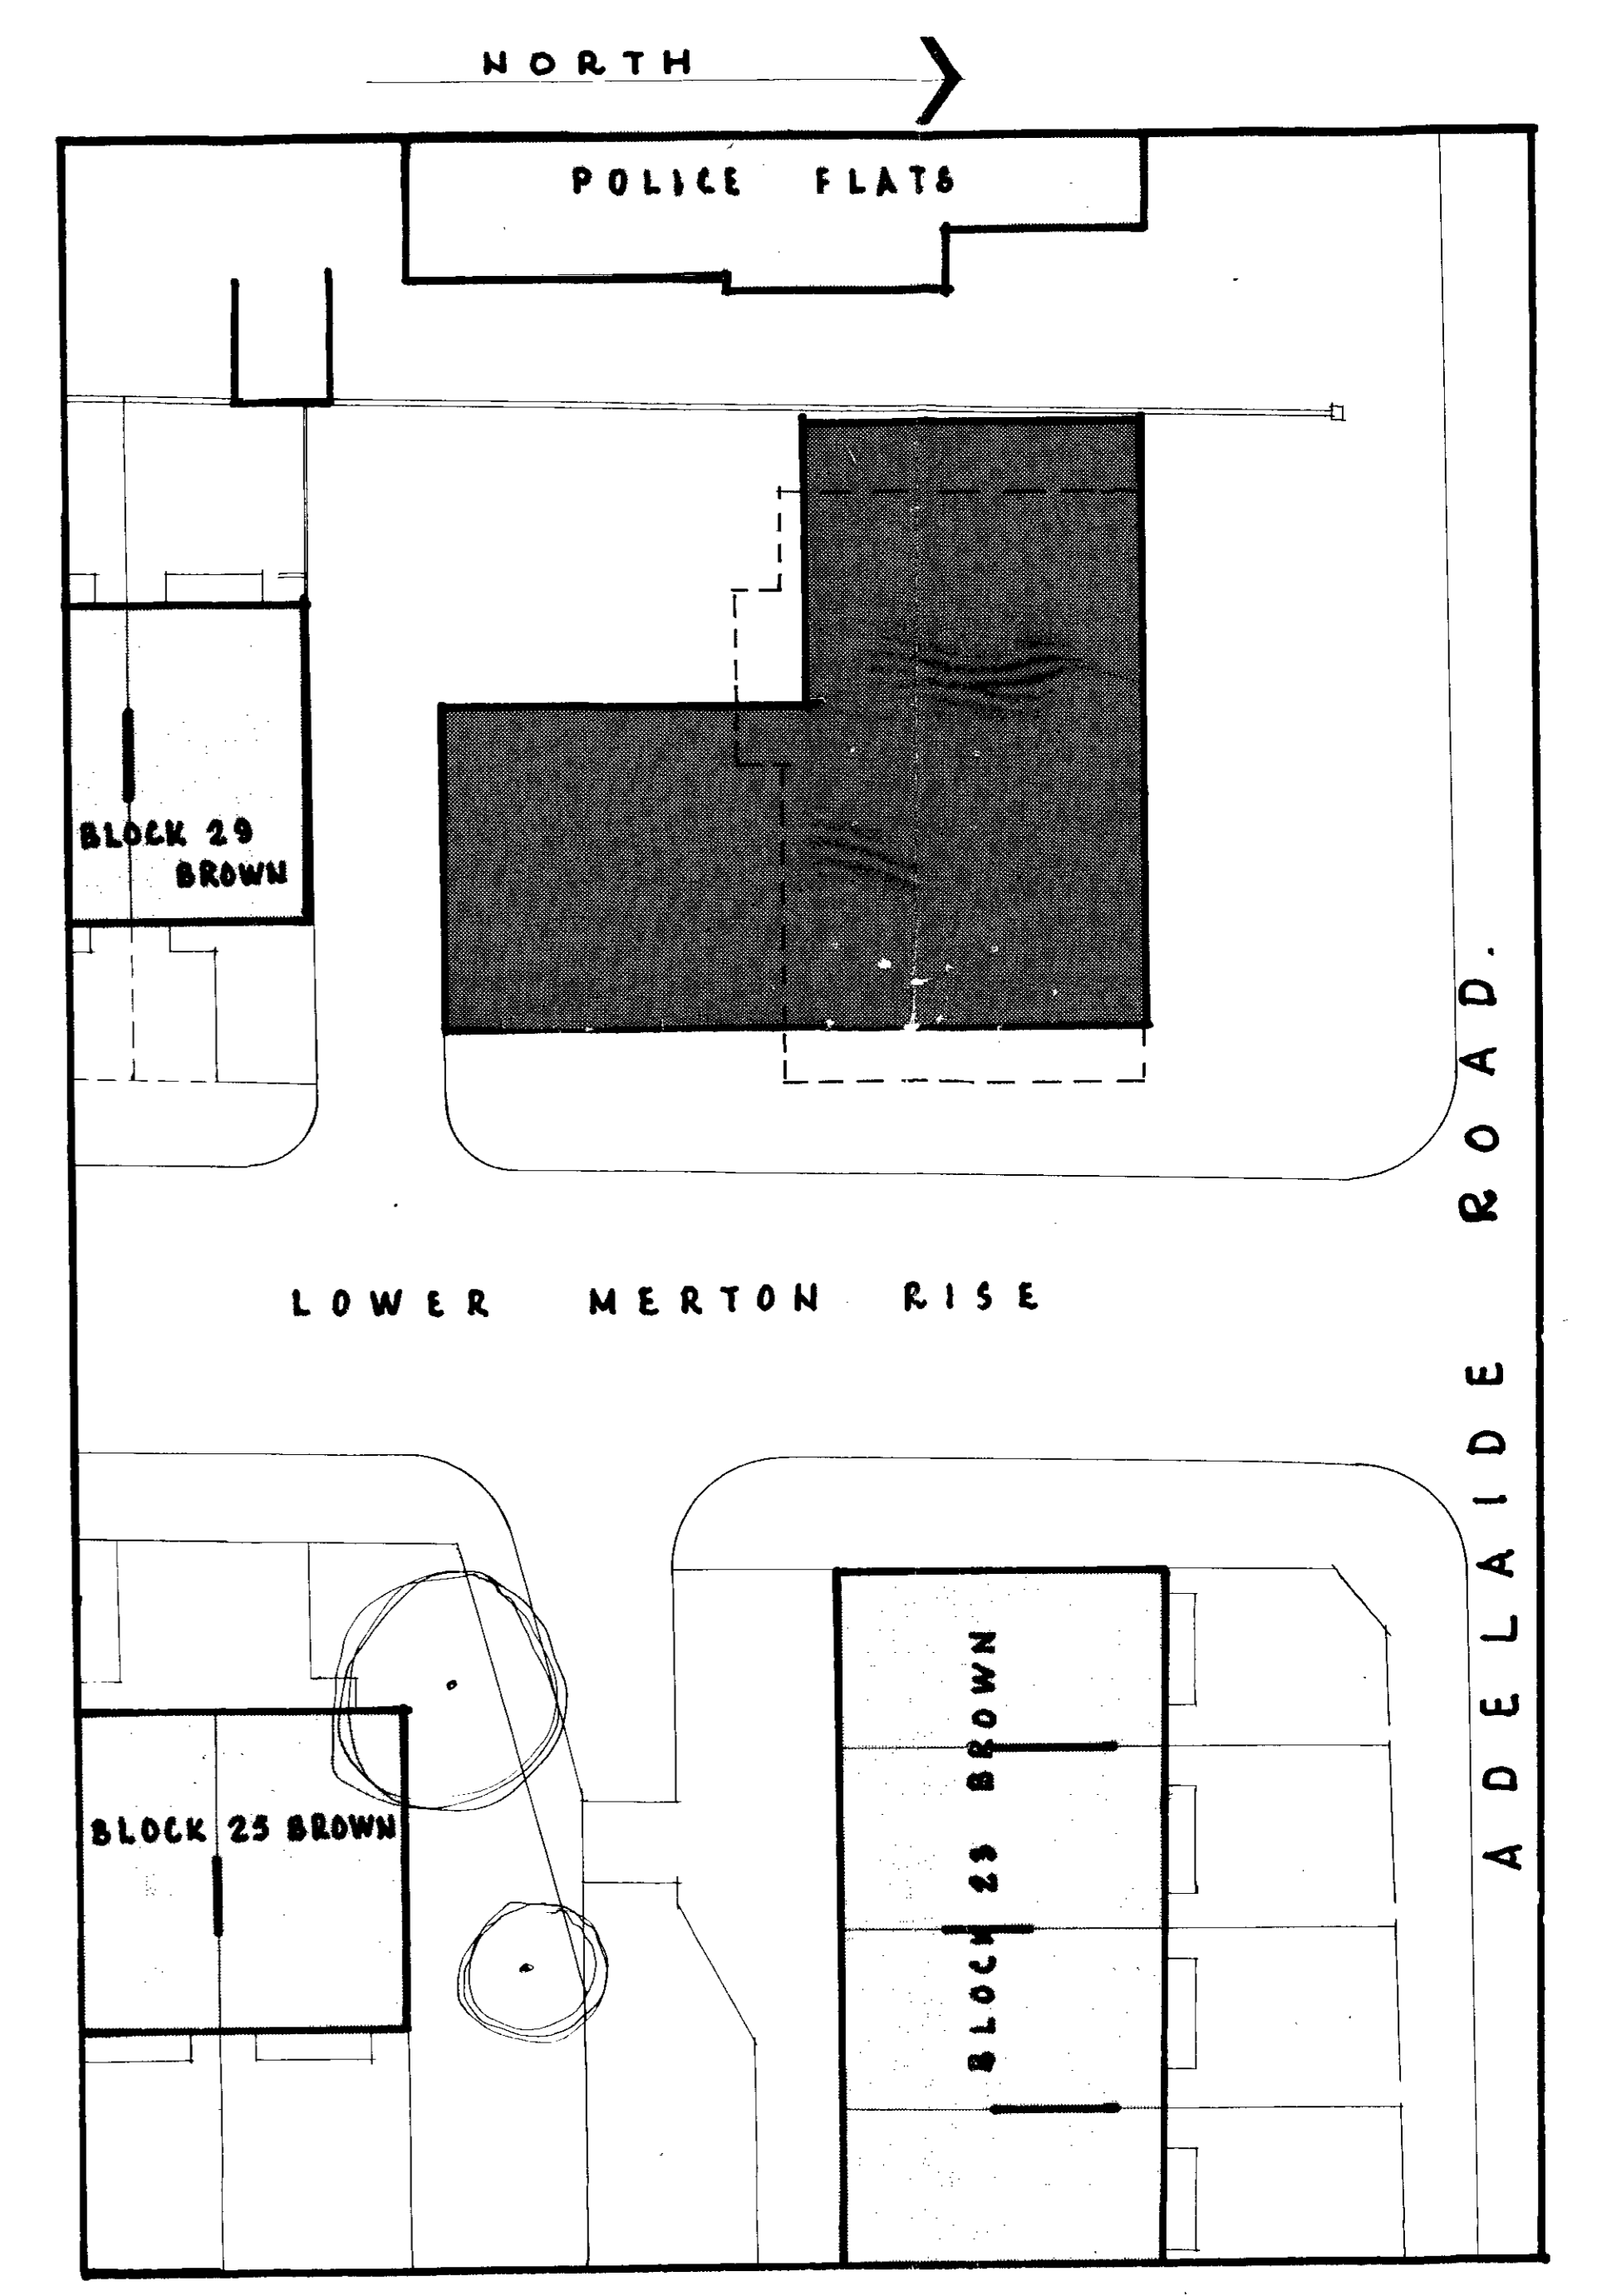 NORTH
POLICE FLATS
BLOCK 29
BROWN
ADELAIDE ROAD.
LOWER MERTON RISE
BLOCK 25 BROWN
BLOCK 23 BROWN